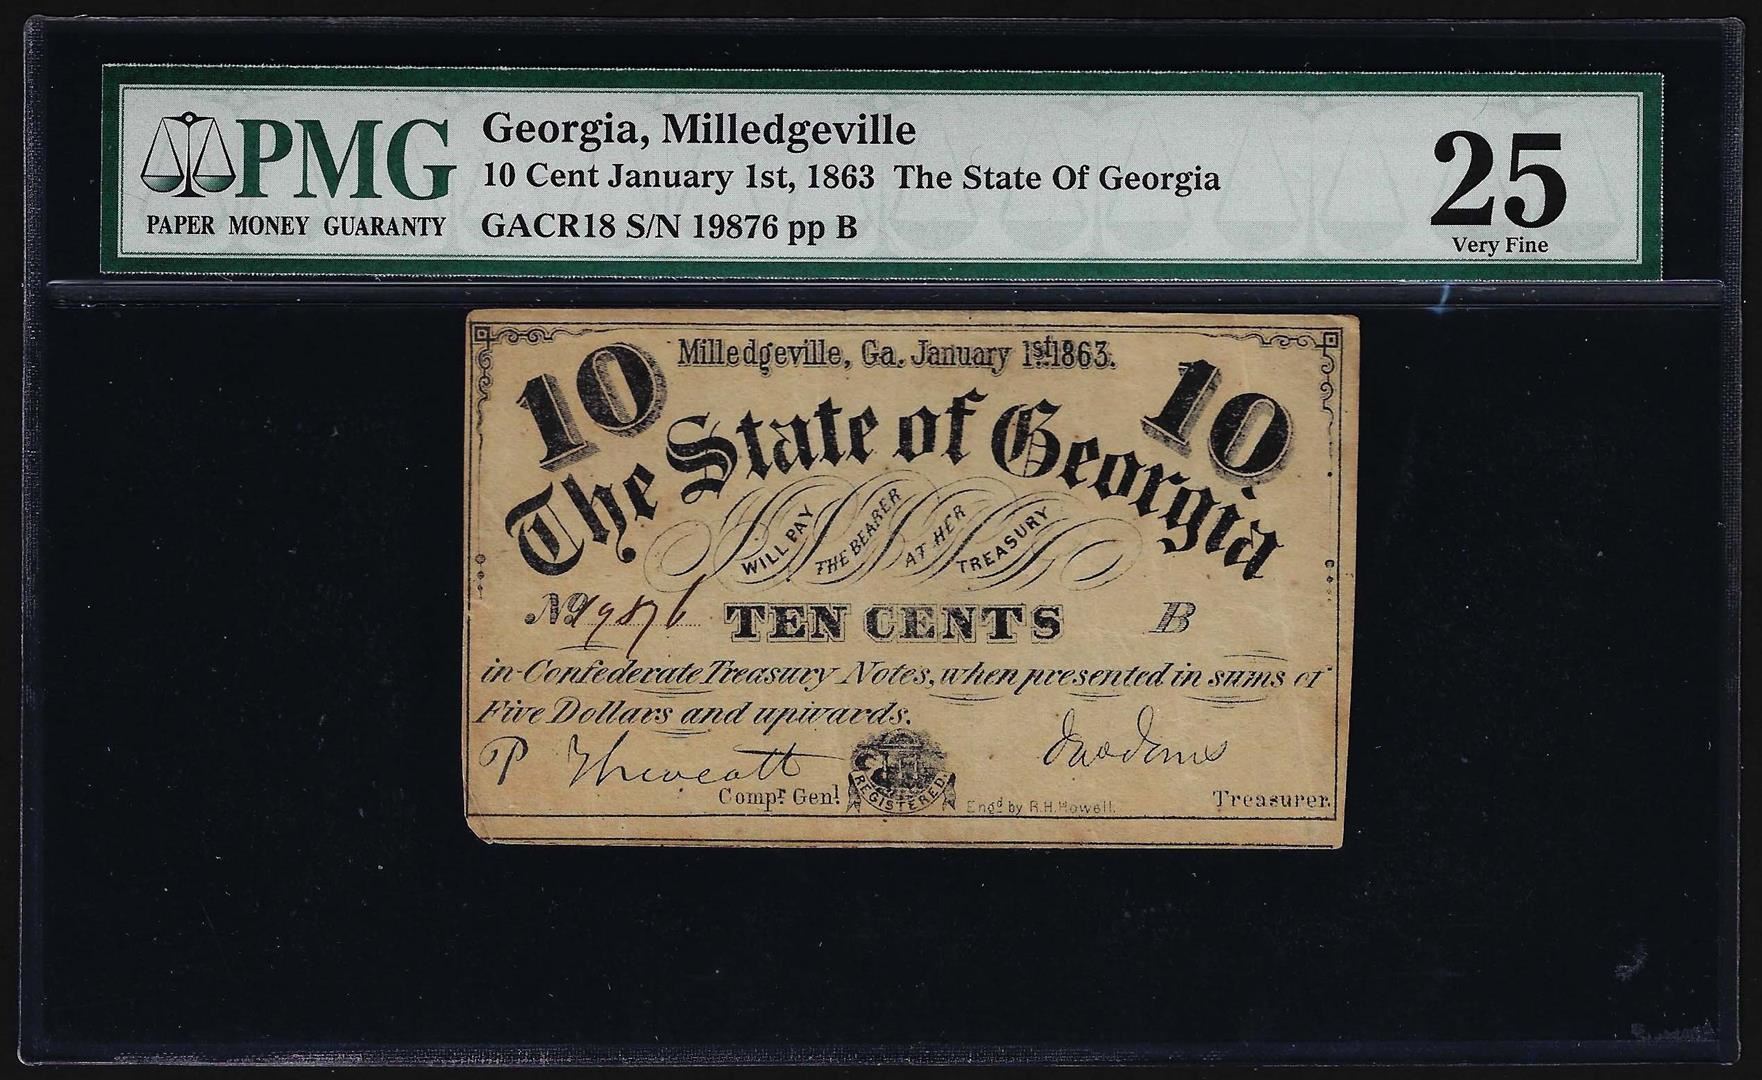 PMG
PAPER MONEY GUARANTY
Georgia, Milledgeville
10 Cent January 1st, 1863 The State Of Georgia
GACR18 S/N 19876 pp B
25
Very Fine
10
Milledgeville, Ga. January 1st 1863.
10
The State of Georgia
WILL PAY THE BEARER AT HER TREASURY
No. 19876 TEN CENTS B
in Confederate Treasury Notes, when presented in sums of
Five Dollars and upwards.
P Thweatt
Compr Genl.
REGISTERED.
Engd by R.H. Howell.
Treasurer.